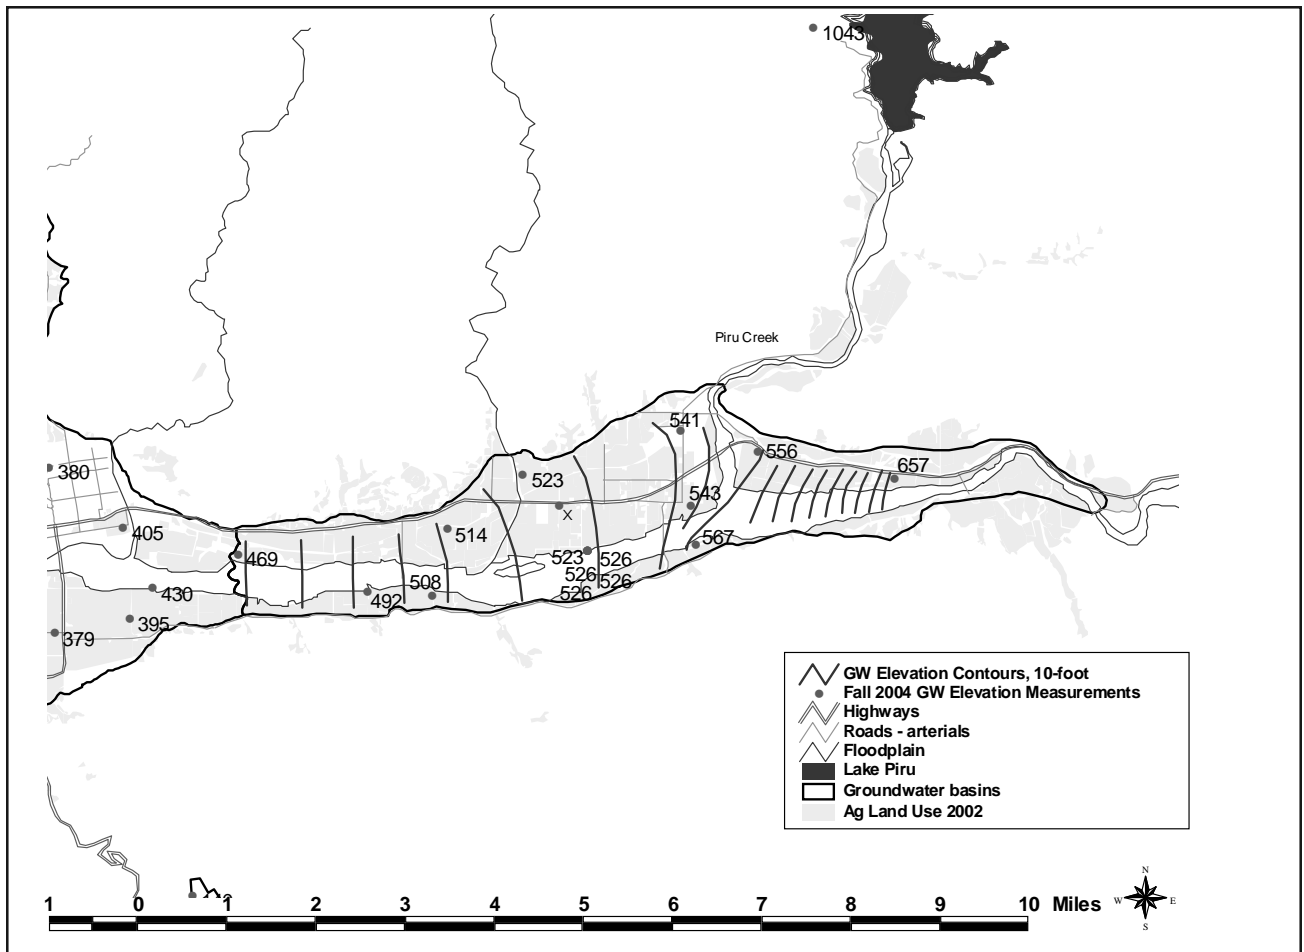 1043
Piru Creek
541
380
523
556
657
543
X
405
514
469
523
526
567
526
526
508
430
492
526
395
379
GW Elevation Contours, 10-foot
Fall 2004 GW Elevation Measurements
Highways
Roads - arterials
Floodplain
Lake Piru
Groundwater basins
Ag Land Use 2002
N
W
E
S
1 0 1 2 3 4 5 6 7 8 9 10 Miles